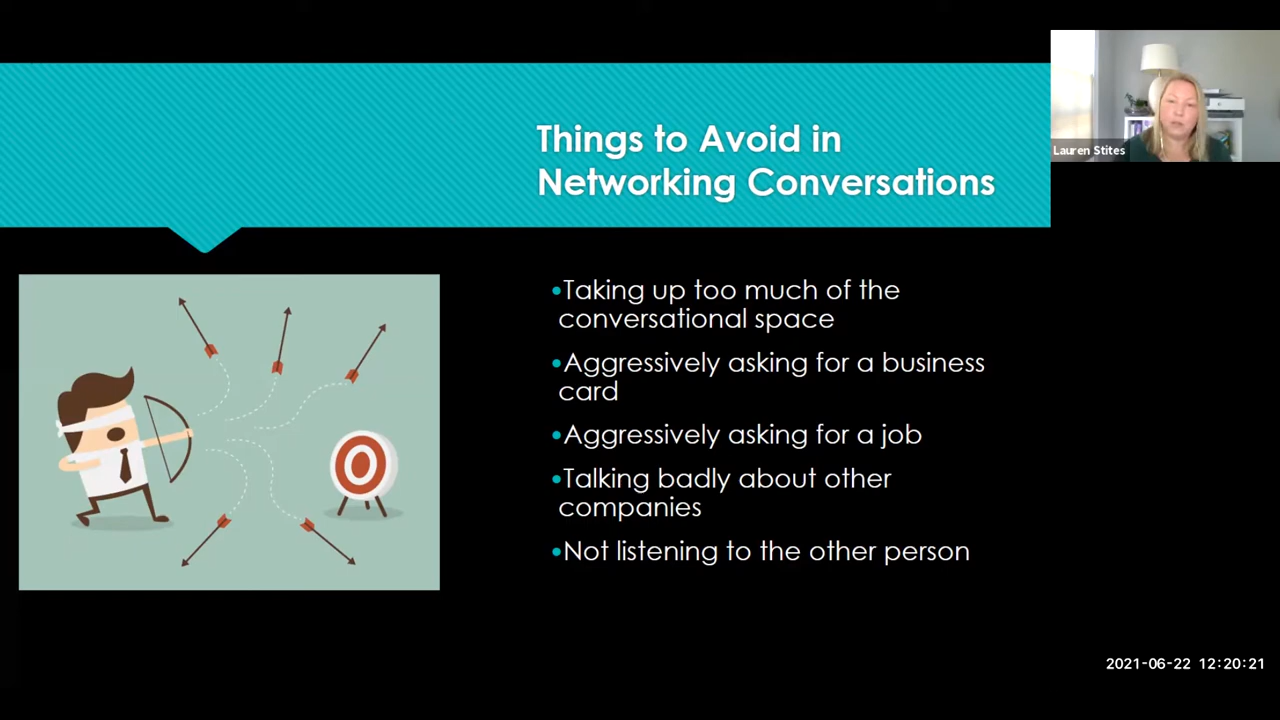 Things to Avoid in
Networking Conversations
Lauren Stites
•Taking up too much of the
conversational space
•Aggressively asking for a business
card
•Aggressively asking for a job
•Talking badly about other
companies
•Not listening to the other person
2021-06-22 12:20:21